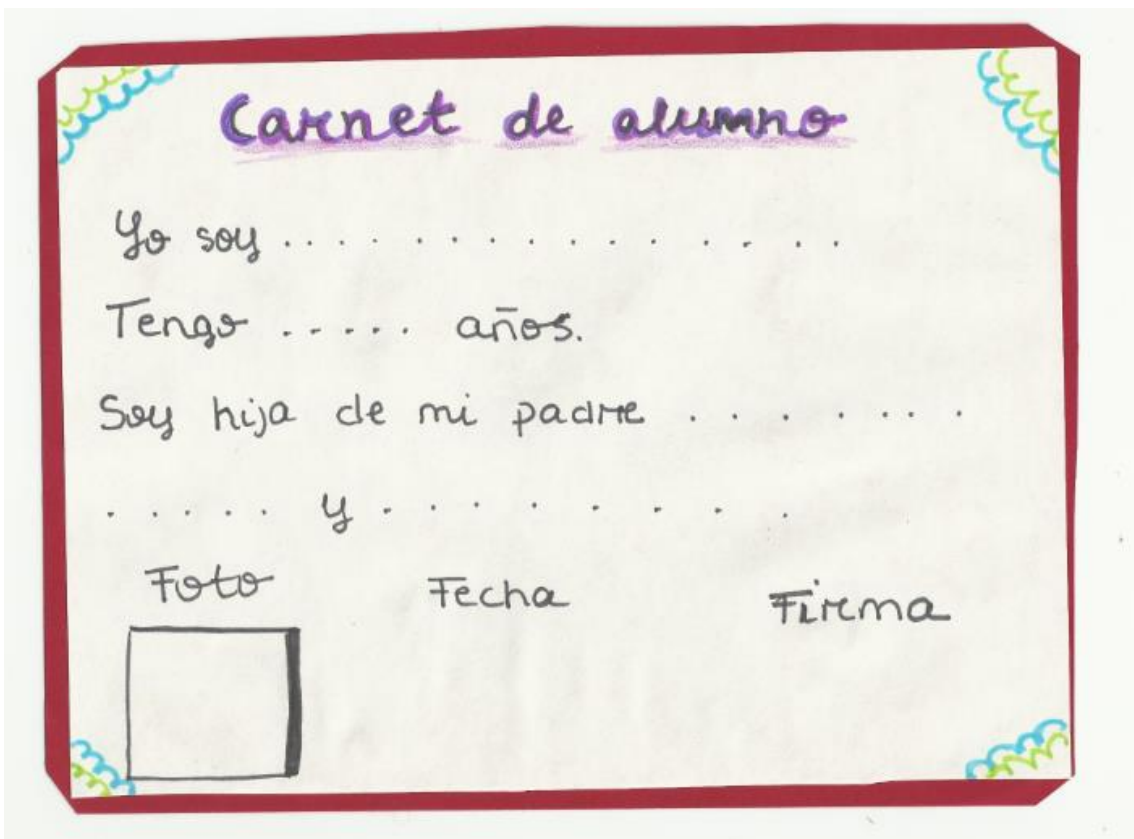 Carnet de alumno
Yo soy .................
Tengo ..... años.
Soy hija de mi padre ........
..... y .........
Foto Fecha Firma